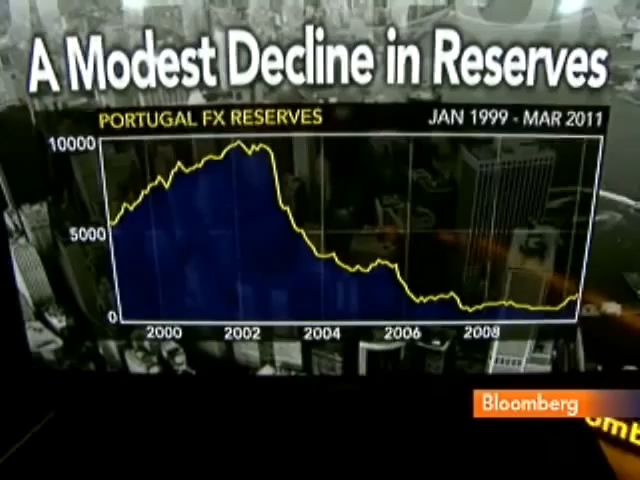 A Modest Decline in Reserves
PORTUGAL FX RESERVES
JAN 1999 - MAR 2011
10000
5000
0
2000 2002 2004 2006 2008
Bloomberg